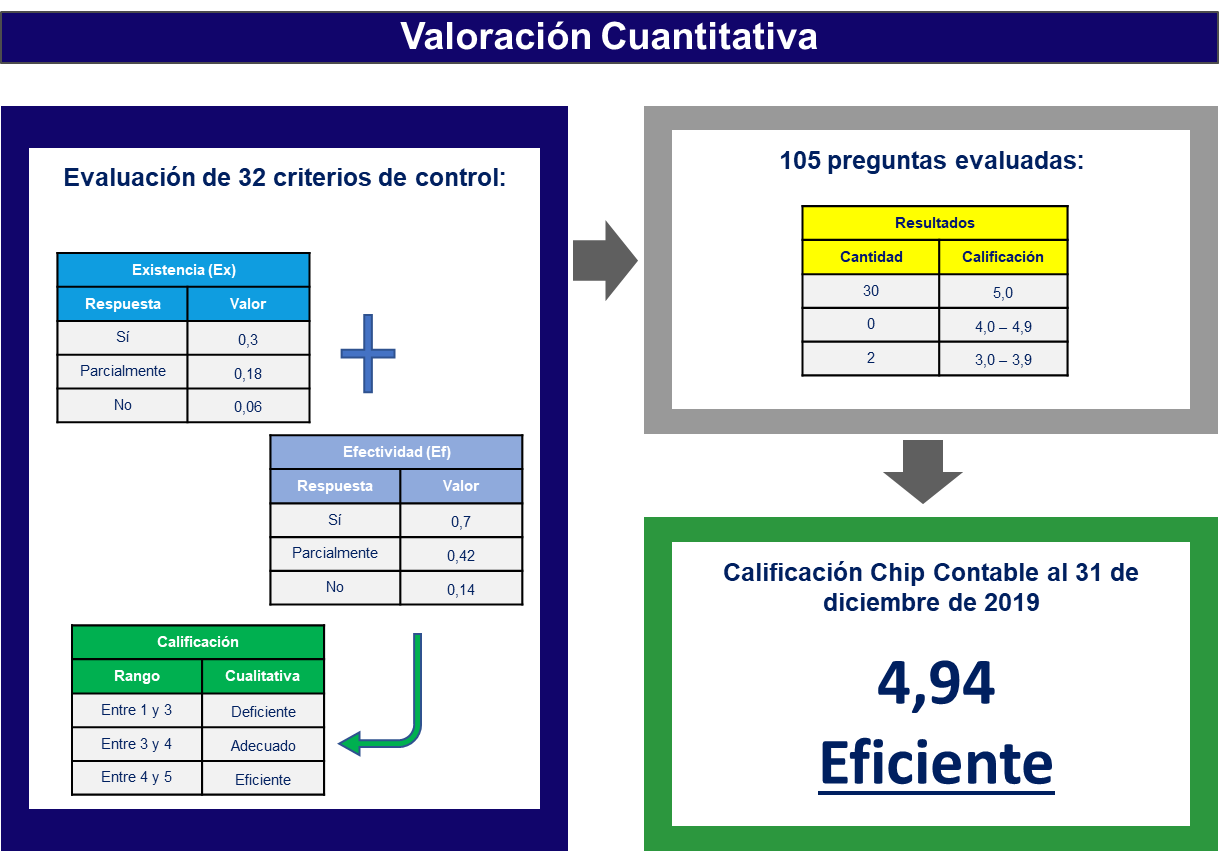 Valoración Cuantitativa
Evaluación de 32 criterios de control:
Existencia (Ex)
Respuesta Valor
Sí 0,3
Parcialmente 0,18
No 0,06
Efectividad (Ef)
Respuesta Valor
Sí 0,7
Parcialmente 0,42
No 0,14
Calificación
Rango Cualitativa
Entre 1 y 3 Deficiente
Entre 3 y 4 Adecuado
Entre 4 y 5 Eficiente
105 preguntas evaluadas:
Resultados
Cantidad Calificación
30 5,0
0 4,0 – 4,9
2 3,0 – 3,9
Calificación Chip Contable al 31 de
diciembre de 2019
4,94
Eficiente